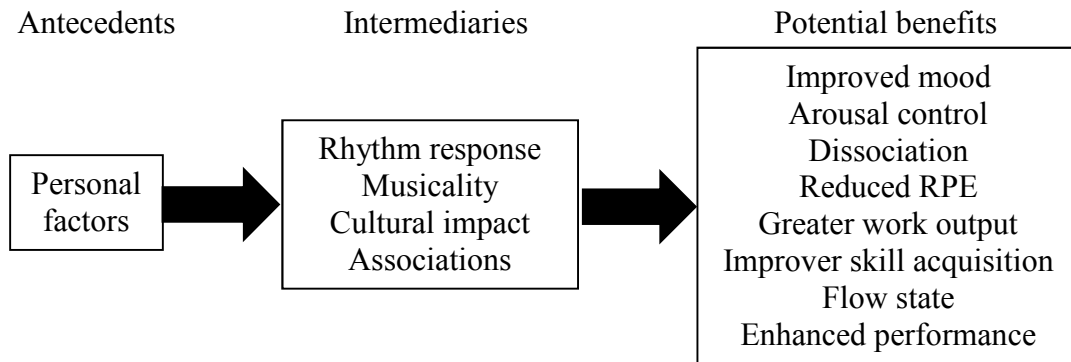 Antecedents
Intermediaries
Potential benefits
Personal
factors
Rhythm response
Musicality
Cultural impact
Associations
Improved mood
Arousal control
Dissociation
Reduced RPE
Greater work output
Improver skill acquisition
Flow state
Enhanced performance